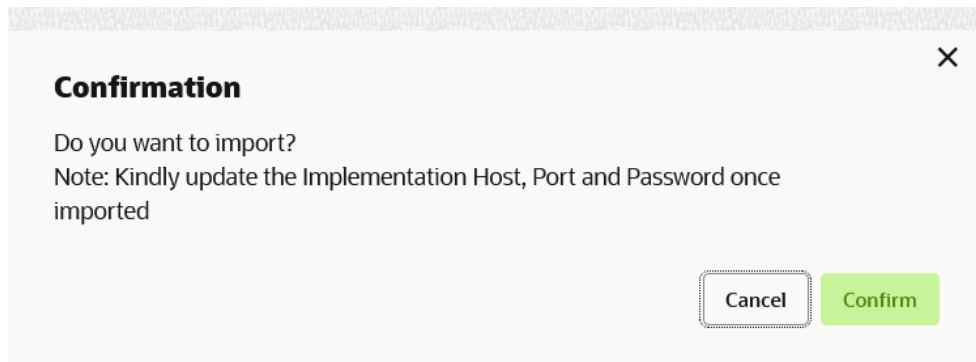 Confirmation
Do you want to import?
Note: Kindly update the Implementation Host, Port and Password once
imported
Cancel Confirm